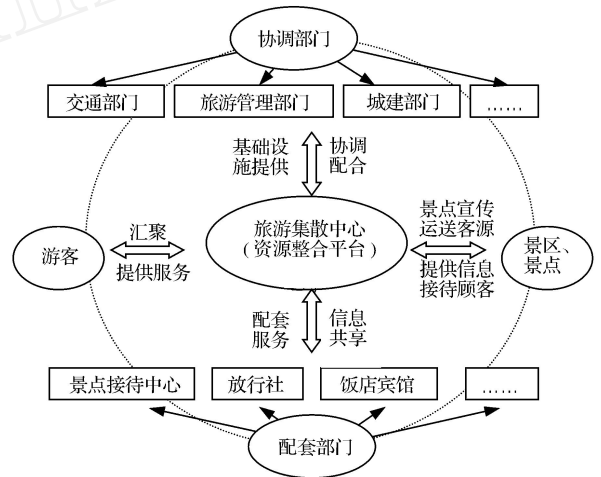 协调部门
交通部门
旅游管理部门
城建部门
……
基础设
施提供
协调
配合
旅游集散中心
(资源整合平台)
游客
汇聚
提供服务
景点宣传
运送客源
提供信息
接待顾客
景区、
景点
配套
服务
信息
共享
景点接待中心
放行社
饭店宾馆
……
配套部门